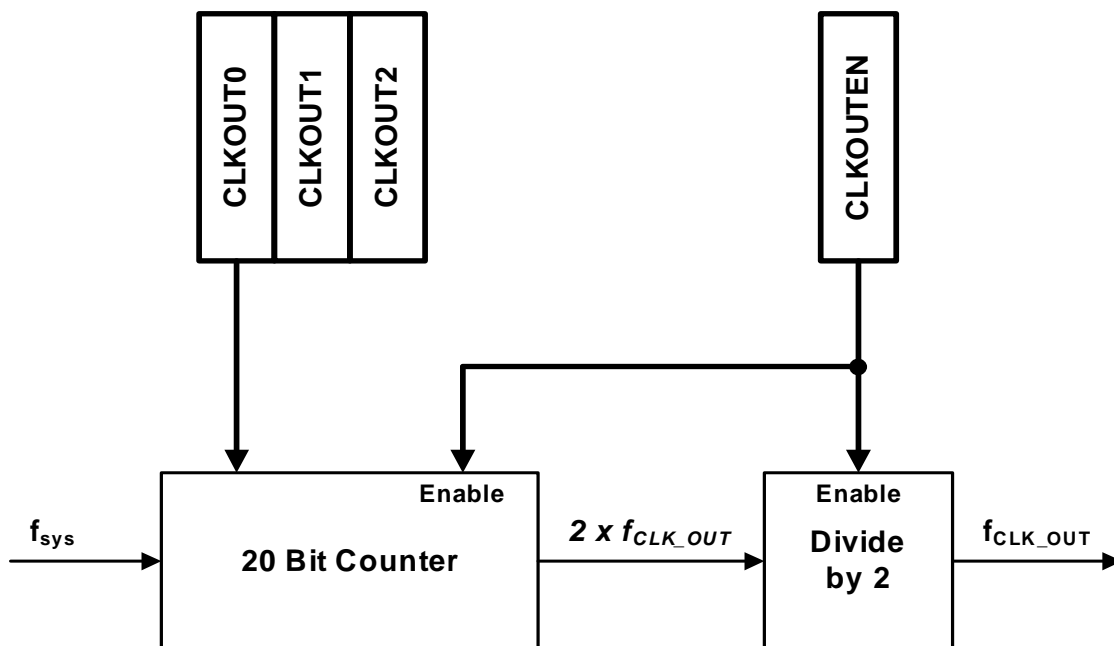 CLKOUT0
CLKOUT1
CLKOUT2
CLKOUTEN
Enable
Enable
fsys
20 Bit Counter
2 x fCLK_OUT
Divide
by 2
fCLK_OUT